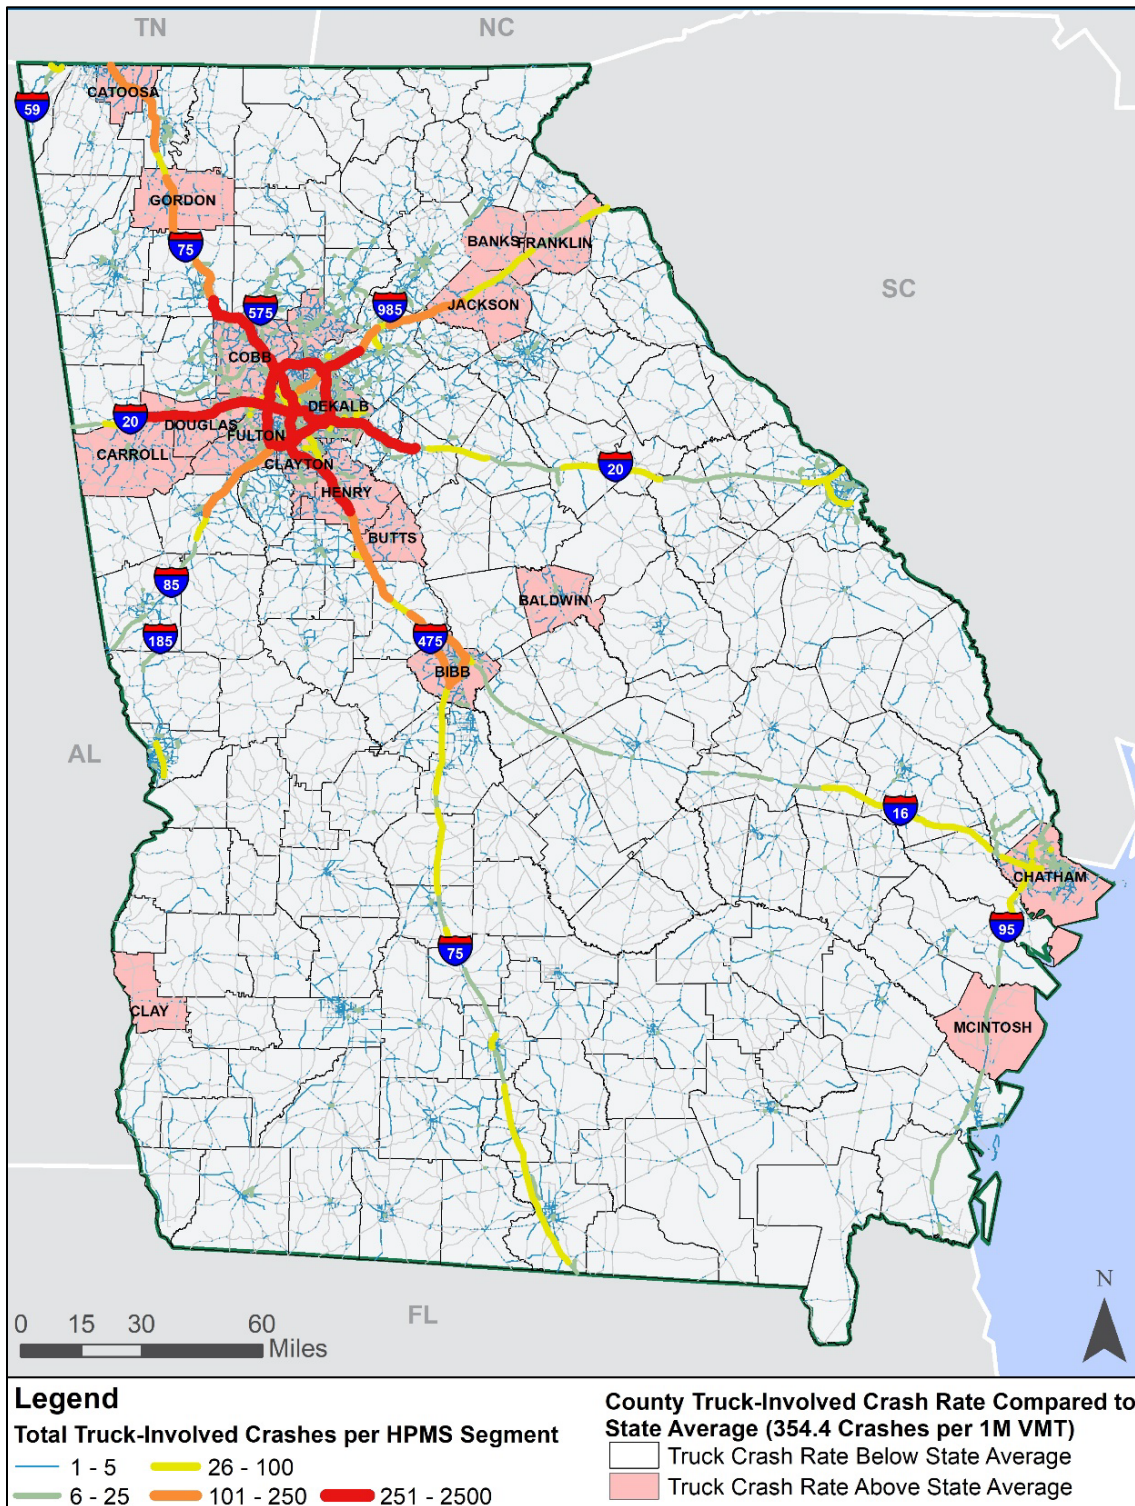 TN
NC
59
CATOOSA
GORDON
75
BANKS
FRANKLIN
SC
JACKSON
575
985
COBB
DEKALB
20
DOUGLAS
FULTON
CARROLL
CLAYTON
20
HENRY
BUTTS
85
BALDWIN
185
475
BIBB
AL
16
CHATHAM
95
75
CLAY
MCINTOSH
FL
N
0 15 30 60
Miles
Legend
Total Truck-Involved Crashes per HPMS Segment
1 - 5
26 - 100
6 - 25
101 - 250
251 - 2500
County Truck-Involved Crash Rate Compared to
State Average (354.4 Crashes per 1M VMT)
Truck Crash Rate Below State Average
Truck Crash Rate Above State Average